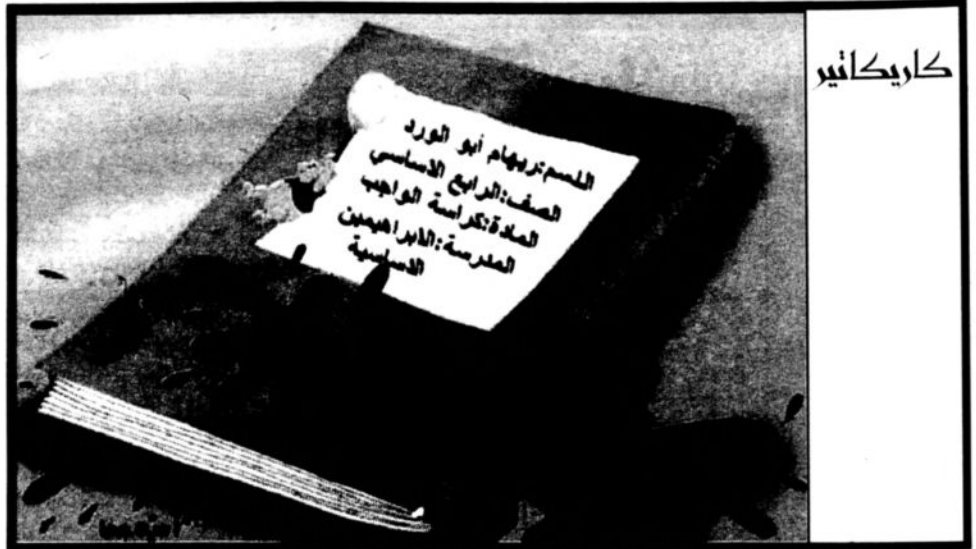 كاريكاتير
الاسم:ريهام أبو الورد
الصف:الرابع الاساسي
المادة:كراسة الواجب
المدرسة:الابراهيمين
الاساسية